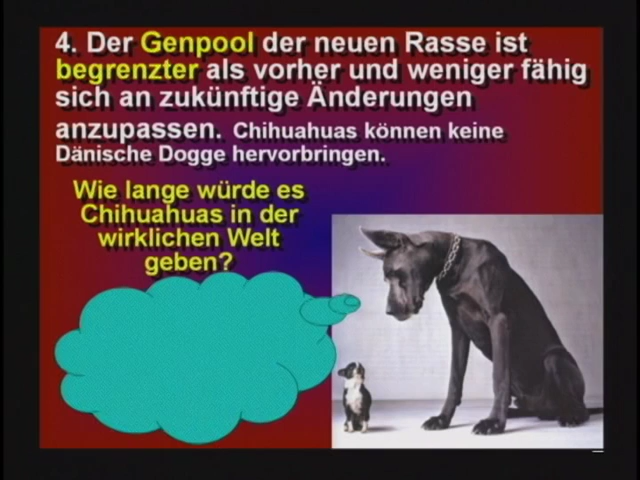 4. Der Genpool der neuen Rasse ist
begrenzter als vorher und weniger fähig
sich an zukünftige Änderungen
anzupassen. Chihuahuas können keine
Dänische Dogge hervorbringen.
Wie lange würde es
Chihuahuas in der
wirklichen Welt
geben?